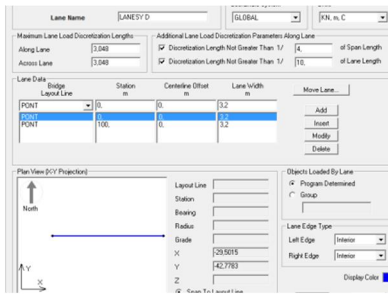 Lane Name LANESY D GLOBAL KN, m, C
Maximum Lane Load Discretization Lengths Additional Lane Load Discretization Parameters Along Lane
Along Lane 3,048 Discretization Length Not Greater Than 1/ 4, of Span Length
Across Lane 3,048 Discretization Length Not Greater Than 1/ 10, of Lane Length
Lane Data
Bridge Station Centerline Offset Lane Width
Layout Line m m m
Move Lane...
PONT 0, 0, 3,2
PONT 0, 0, 3,2
PONT 100, 0, 3,2
Add
Insert
Modify
Delete
Plan View (X-Y Projection)
North
Y
X
Layout Line
Station
Bearing
Radius
Grade
X -29,5015
Y -42,7783
Z
Snap To Layout Line
Objects Loaded By Lane
Program Determined
Group
Lane Edge Type
Left Edge Interior
Right Edge Interior
Display Color